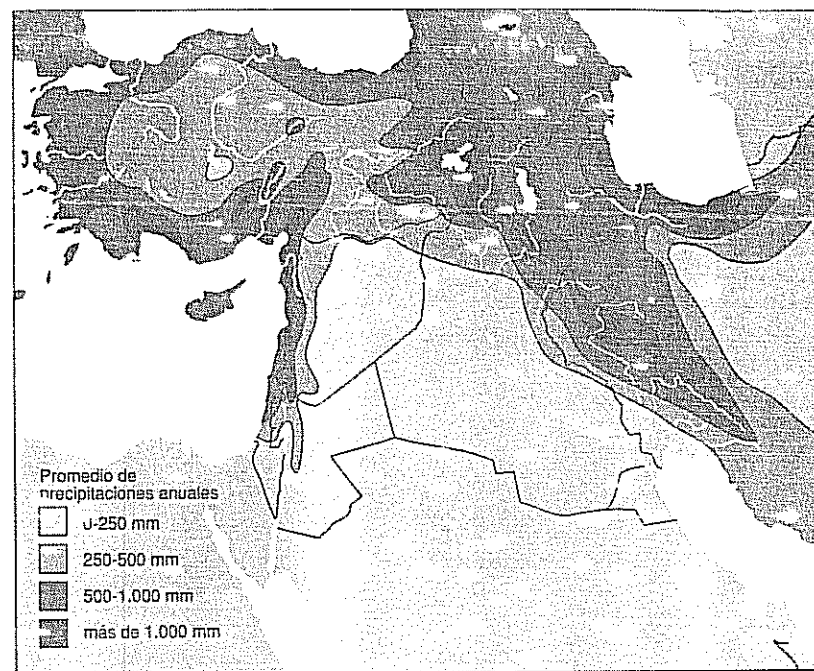 Promedio de
precipitaciones anuales
0-250 mm
250-500 mm
500-1.000 mm
más de 1.000 mm